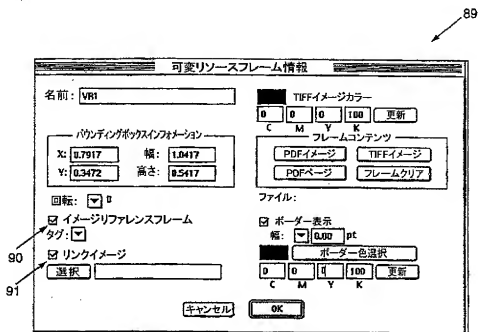 89
可変リソースフレーム情報
名前: VR1
TIFFイメージカラー
0 0 0 100 更新
C M Y K
バウンディングボックスインフォメーション
X: 0.7917 幅: 1.0417
Y: 0.3472 高さ: 0.5417
フレームコンテンツ
PDFイメージ TIFFイメージ
PDFページ フレームクリア
回転: 0
ファイル:
イメージリファレンスフレーム
タグ:
ボーダー表示
幅: 0.00 pt
90
リンクイメージ
ボーダー色選択
91
選択
0 0 0 100 更新
C M Y K
キャンセル OK